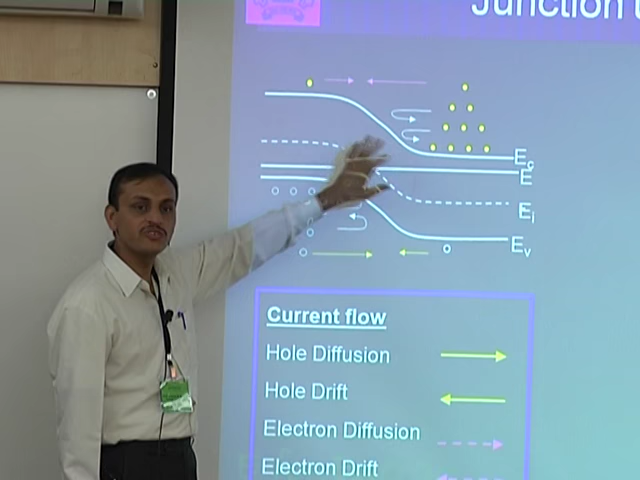 Junction
Ec
E
Ei
Ev
Current flow
Hole Diffusion
Hole Drift
Electron Diffusion
Electron Drift